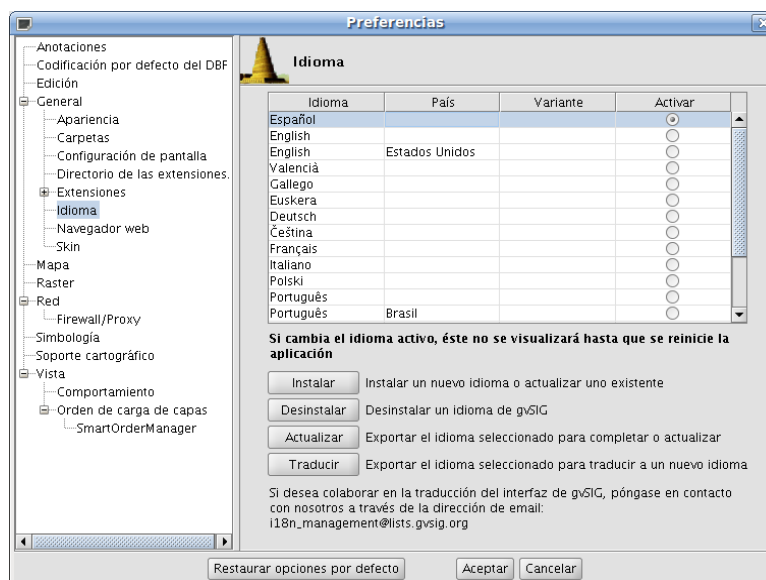 Preferencias
Anotaciones
Codificación por defecto del DBF
Edición
General
Apariencia
Carpetas
Configuración de pantalla
Directorio de las extensiones.
Extensiones
Idioma
Navegador web
Skin
Mapa
Raster
Red
Firewall/Proxy
Simbología
Soporte cartográfico
Vista
Comportamiento
Orden de carga de capas
SmartOrderManager
Idioma
Idioma País Variante Activar
Español
English
English Estados Unidos
Valencià
Gallego
Euskera
Deutsch
Čeština
Français
Italiano
Polski
Português
Português Brasil
Si cambia el idioma activo, éste no se visualizará hasta que se reinicie la
aplicación
Instalar Instalar un nuevo idioma o actualizar uno existente
Desinstalar Desinstalar un idioma de gvSIG
Actualizar Exportar el idioma seleccionado para completar o actualizar
Traducir Exportar el idioma seleccionado para traducir a un nuevo idioma
Si desea colaborar en la traducción del interfaz de gvSIG, póngase en contacto
con nosotros a través de la dirección de email:
i18n_management@lists.gvsig.org
Restaurar opciones por defecto Aceptar Cancelar